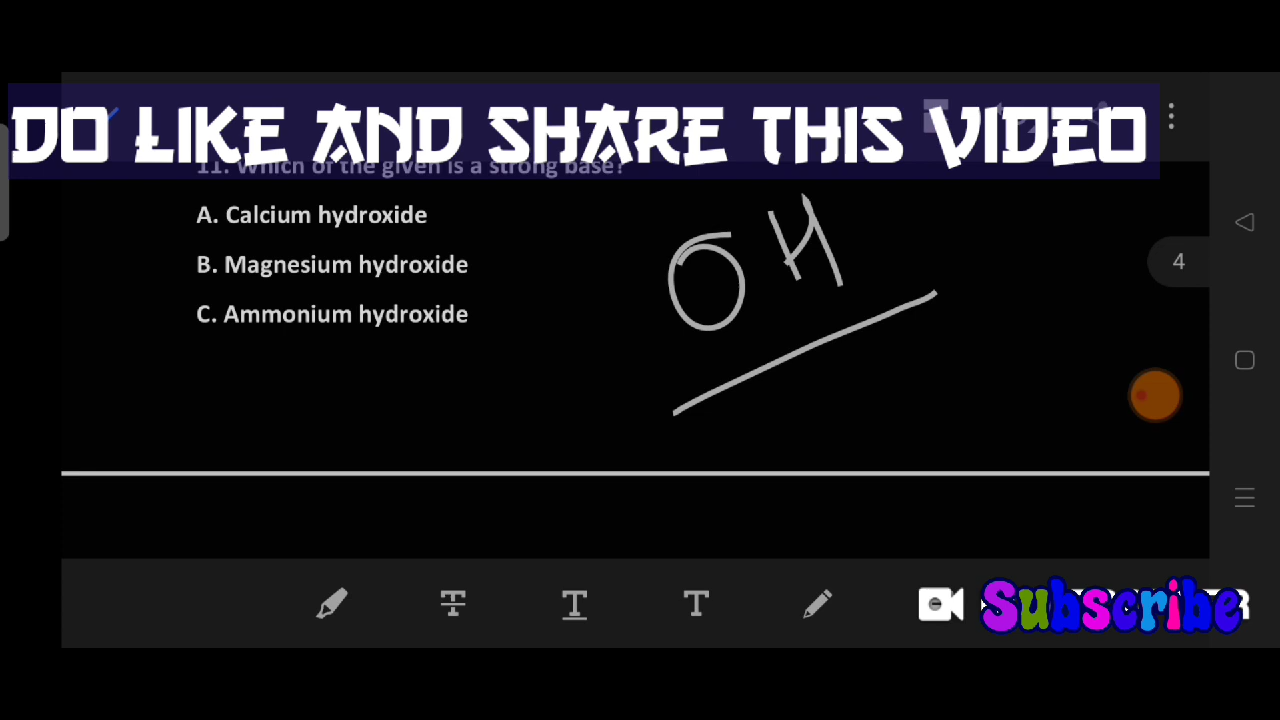 DO LIKE AND SHARE THIS VIDEO
11. Which of the given is a strong base?
A. Calcium hydroxide
B. Magnesium hydroxide
C. Ammonium hydroxide
OH
4
T T T
Subscribe